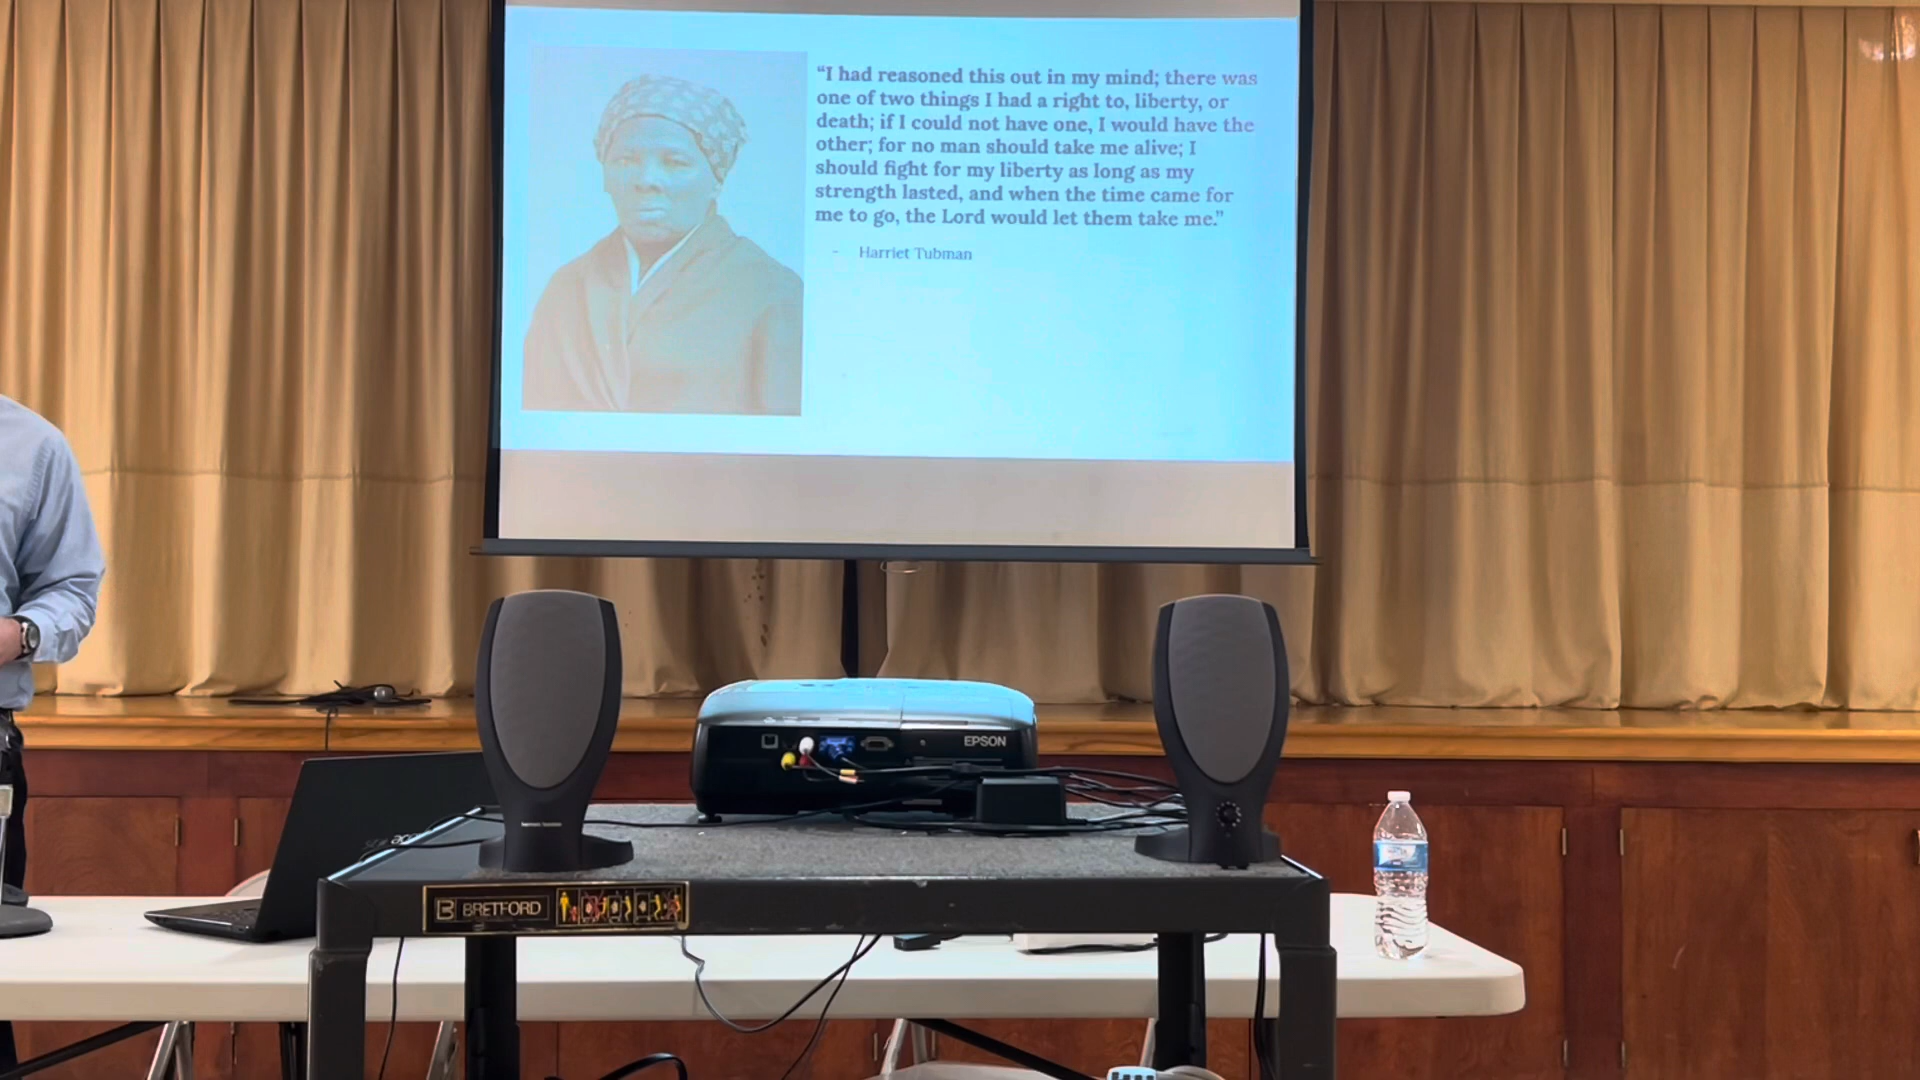 “I had reasoned this out in my mind; there was
one of two things I had a right to, liberty, or
death; if I could not have one, I would have the
other; for no man should take me alive; I
should fight for my liberty as long as my
strength lasted, and when the time came for
me to go, the Lord would let them take me.”
- Harriet Tubman
EPSON
harman/kardon
BRETFORD